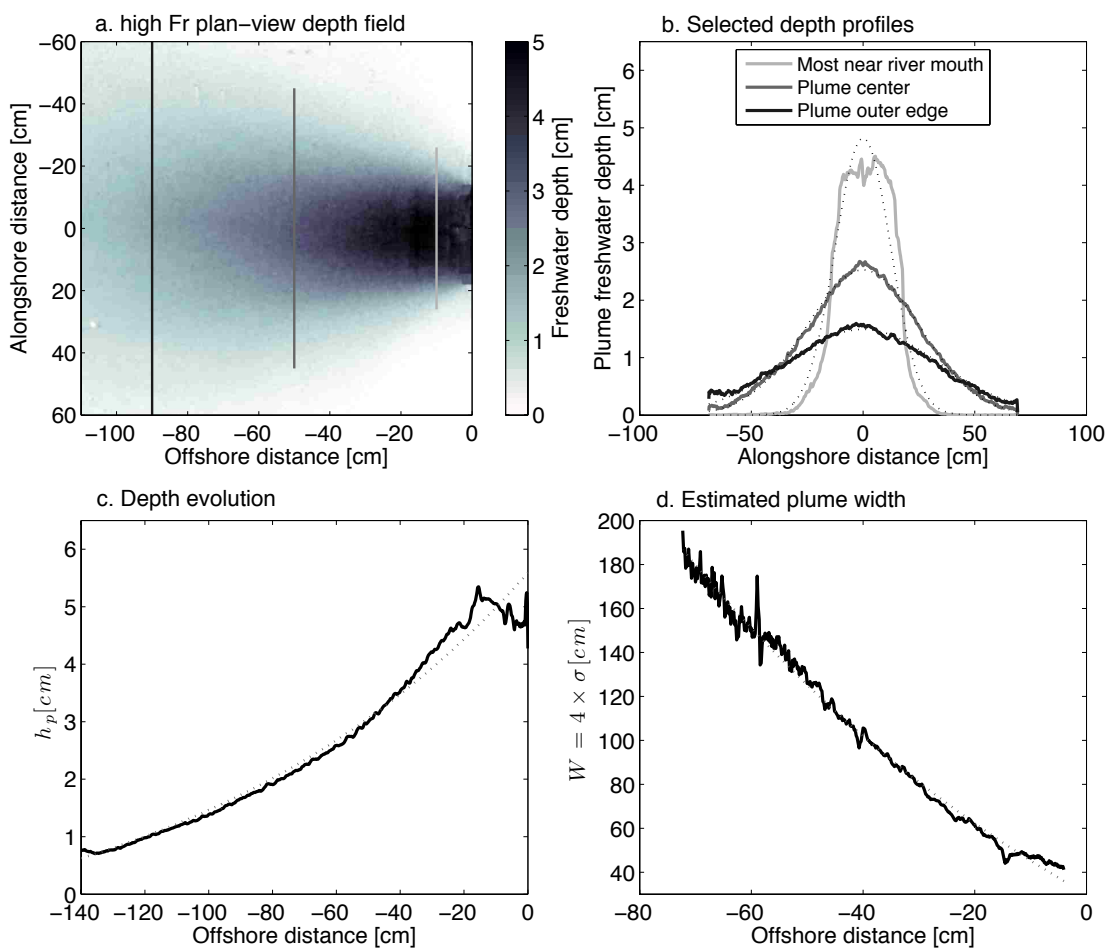 a. high Fr plan−view depth field
−60
−40
−20
0
20
40
60
Alongshore distance [cm]
−100 −80 −60 −40 −20 0
Offshore distance [cm]
5
4
3
2
1
0
Freshwater depth [cm]
b. Selected depth profiles
Most near river mouth
Plume center
Plume outer edge
6
5
4
3
2
1
0
Plume freshwater depth [cm]
−100 −50 0 50 100
Alongshore distance [cm]
c. Depth evolution
6
5
4
3
2
1
0
h_p[cm]
−140 −120 −100 −80 −60 −40 −20 0
Offshore distance [cm]
d. Estimated plume width
200
180
160
140
120
100
80
60
40
W = 4 × σ[cm]
−80 −60 −40 −20 0
Offshore distance [cm]